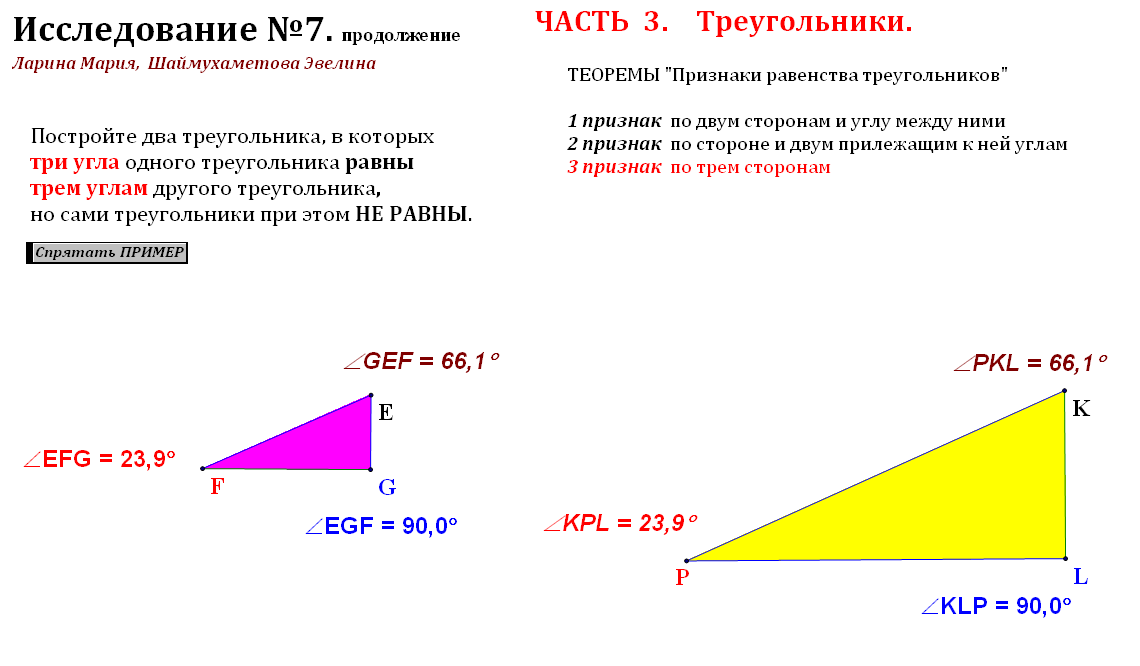 Исследование №7. продолжение
Ларина Мария, Шаймухаметова Эвелина
Постройте два треугольника, в которых
три угла одного треугольника равны
трем углам другого треугольника,
но сами треугольники при этом НЕ РАВНЫ.
Спрятать ПРИМЕР
ЧАСТЬ 3. Треугольники.
ТЕОРЕМЫ "Признаки равенства треугольников"
1 признак по двум сторонам и углу между ними
2 признак по стороне и двум прилежащим к ней углам
3 признак по трем сторонам
∠GEF = 66,1°
E
∠EFG = 23,9°
F
G
∠EGF = 90,0°
∠PKL = 66,1°
K
∠KPL = 23,9°
P
L
∠KLP = 90,0°